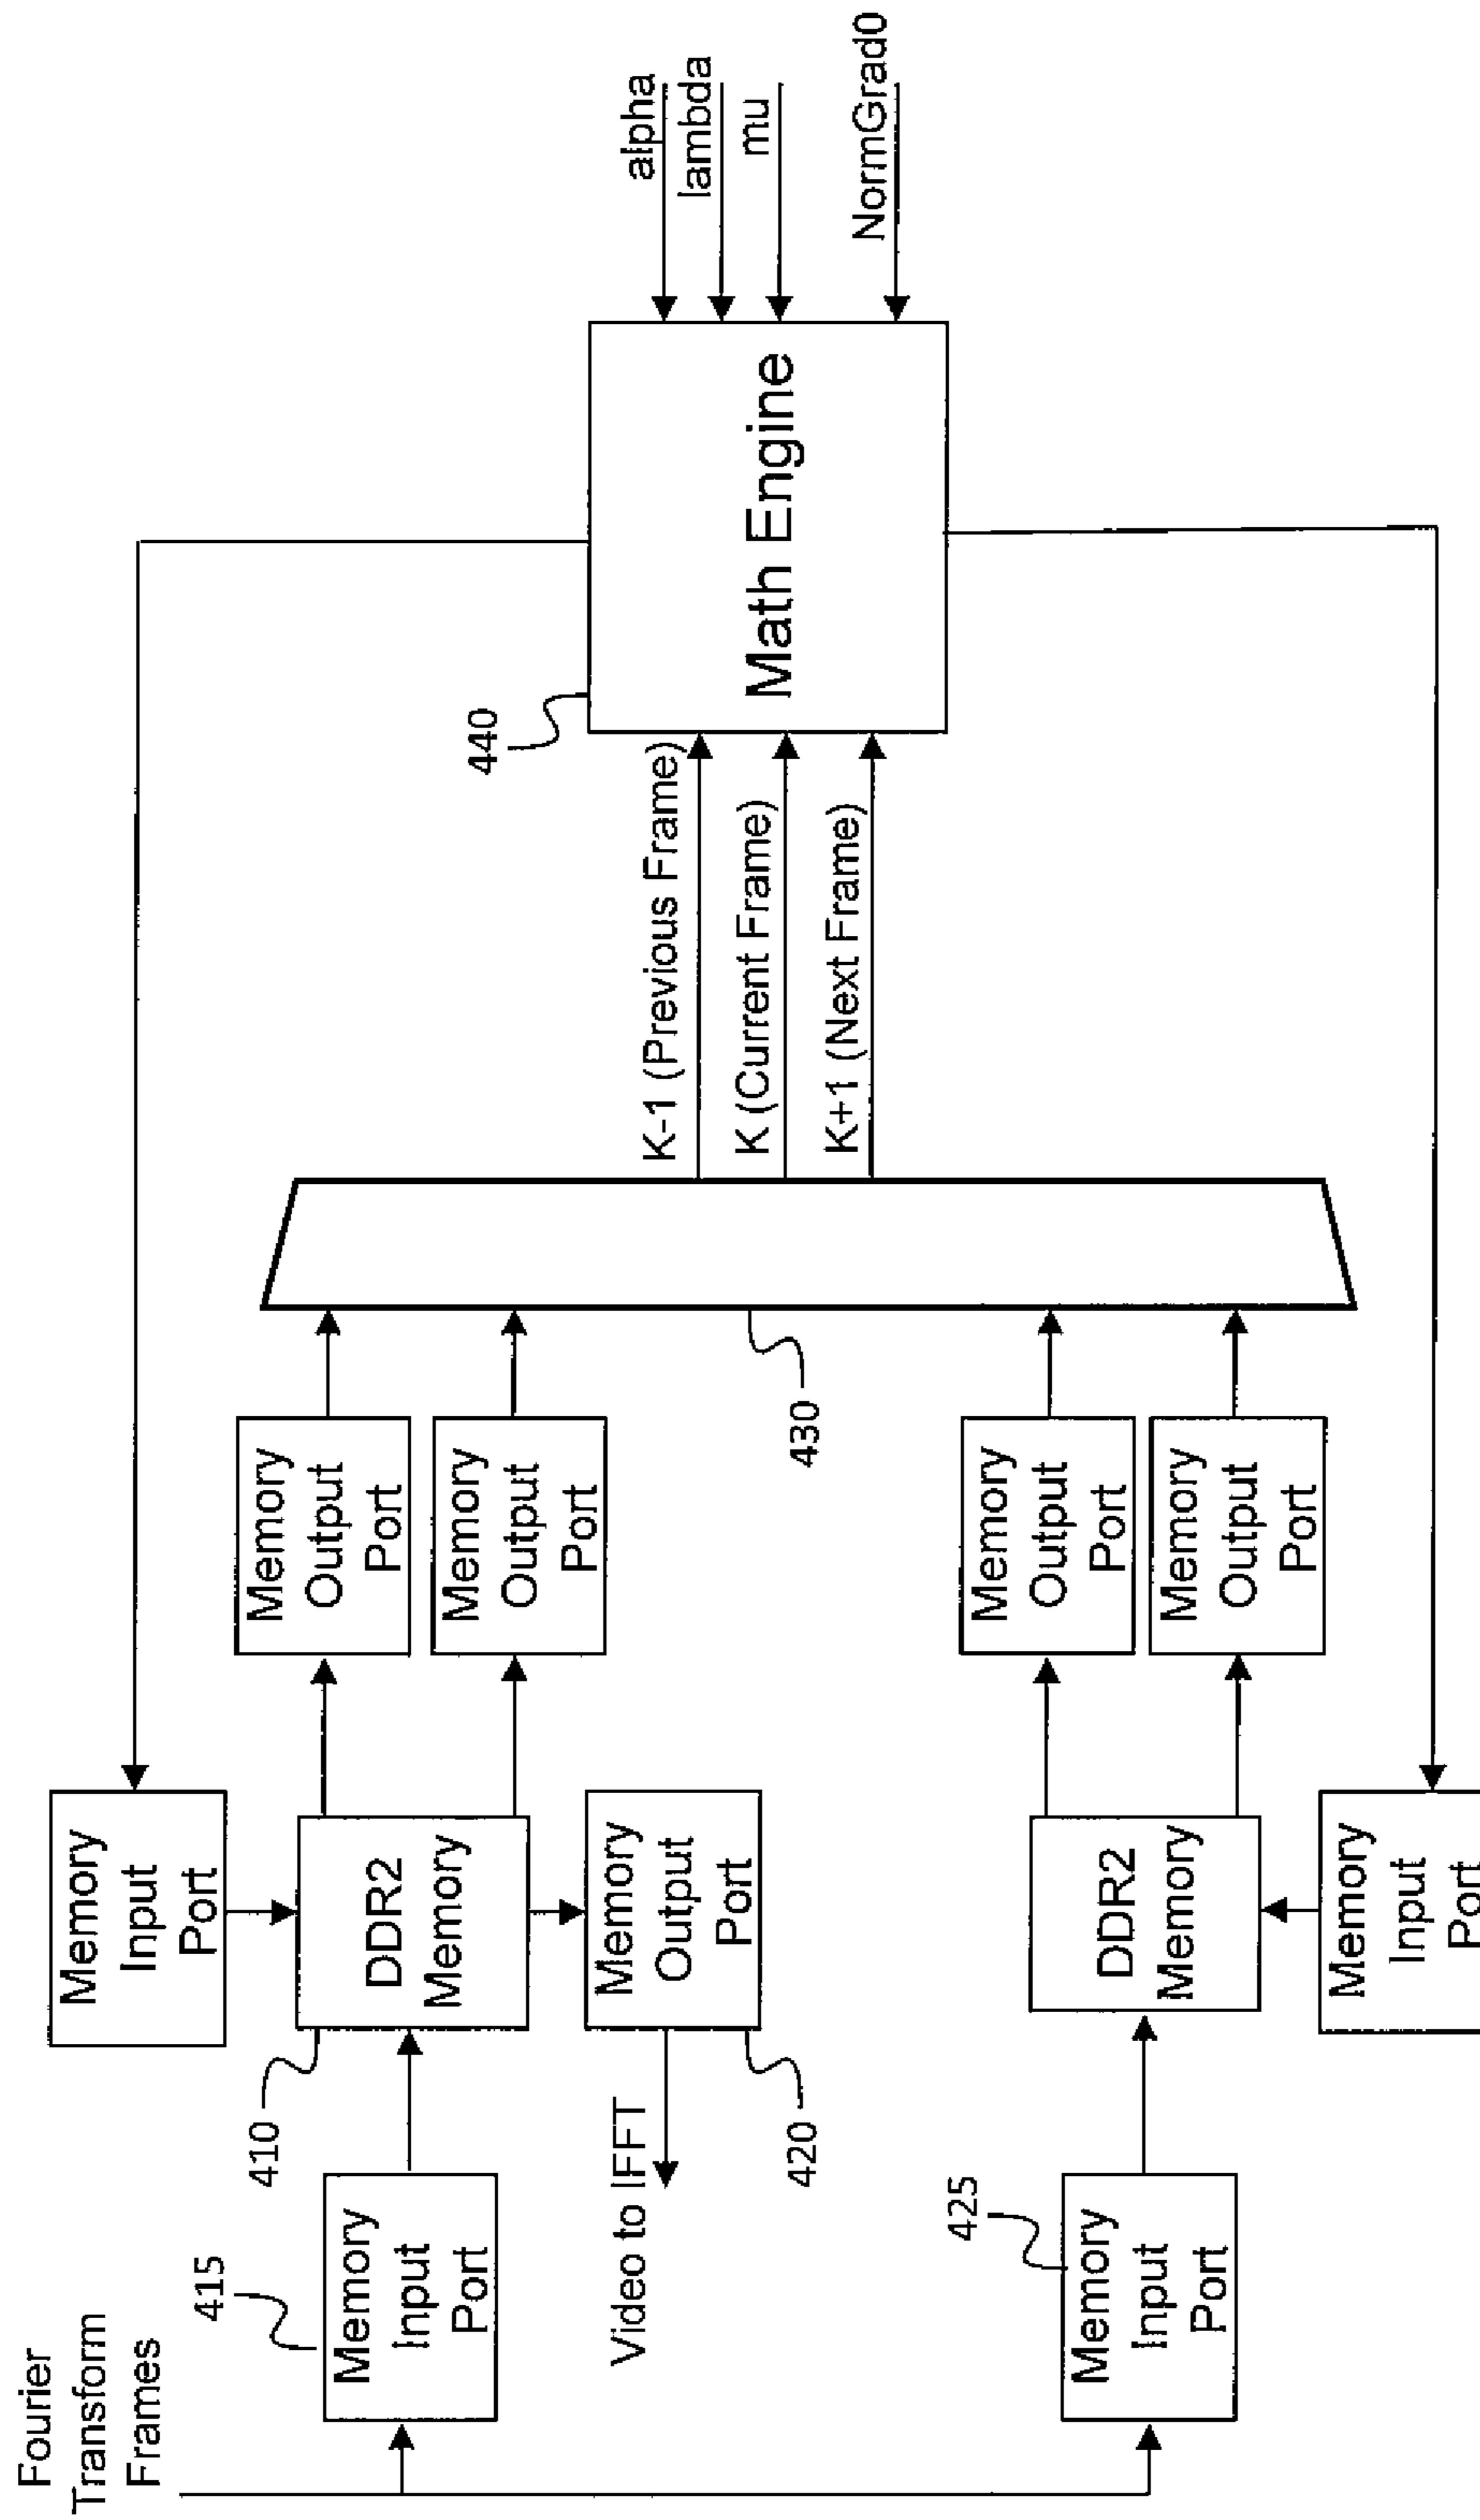 Fourier
Transform
Frames
415
Memory
Input
Port
425
Memory
Input
Port
410
Video to IFFT
420
Memory
Input
Port
DDR2
Memory
Memory
Output
Port
DDR2
Memory
Memory
Input
Port
Memory
Output
Port
Memory
Output
Port
Memory
Output
Port
Memory
Output
Port
430
K-1 (Previous Frame)
K (Current Frame)
K+1 (Next Frame)
440
Math Engine
alpha
lambda
mu
NormGrad0